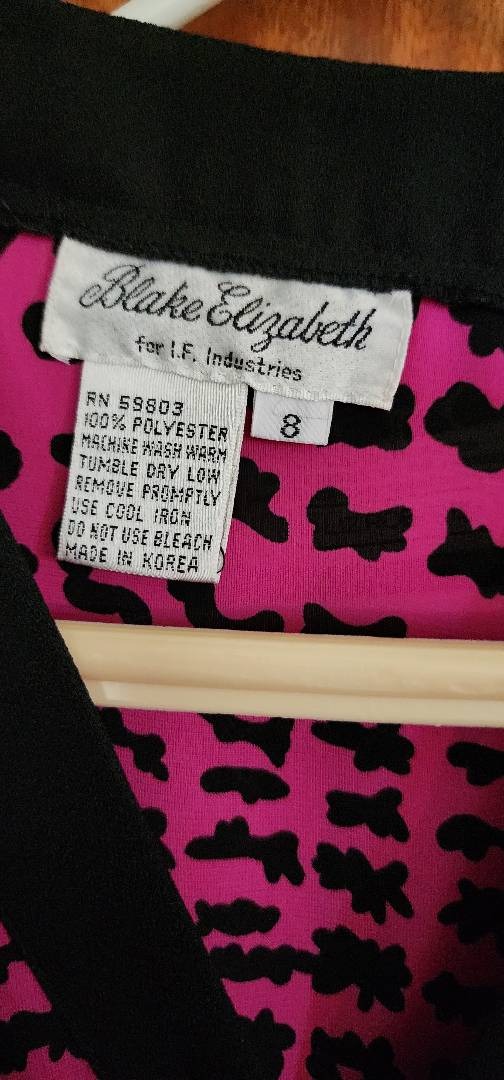 Blake Elizabeth
for I.F. Industries
8
RN 59803
100% POLYESTER
MACHINE WASH WARM
TUMBLE DRY LOW
REMOVE PROMPTLY
USE COOL IRON
DO NOT USE BLEACH
MADE IN KOREA